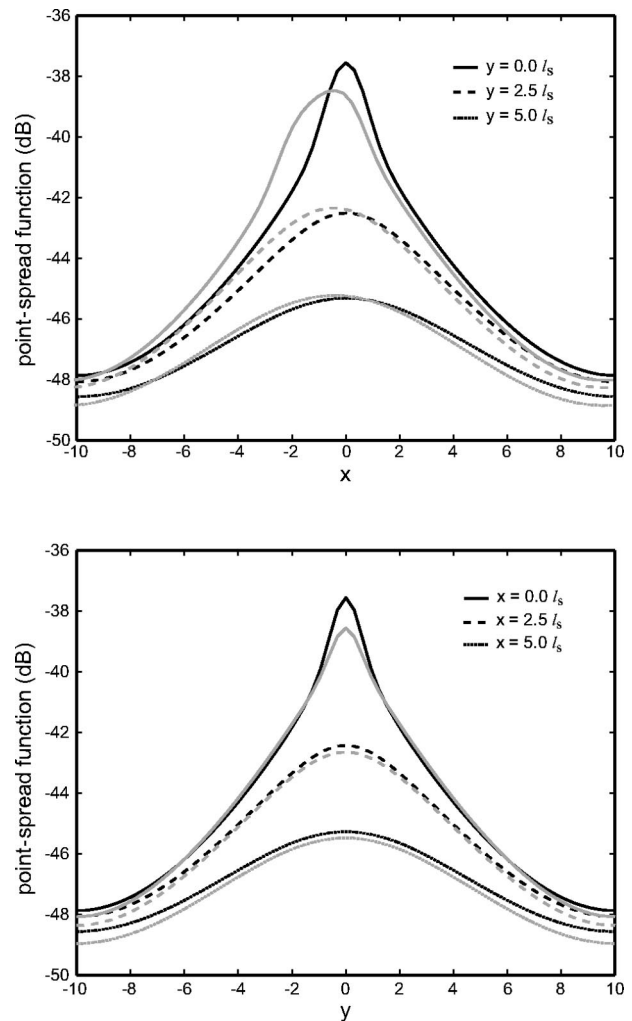 -36
-38
-40
-42
-44
-46
-48
-50
point-spread function (dB)
y = 0.0 lₛ
y = 2.5 lₛ
y = 5.0 lₛ
-10 -8 -6 -4 -2 0 2 4 6 8 10
x
-36
-38
-40
-42
-44
-46
-48
-50
point-spread function (dB)
x = 0.0 lₛ
x = 2.5 lₛ
x = 5.0 lₛ
-10 -8 -6 -4 -2 0 2 4 6 8 10
y